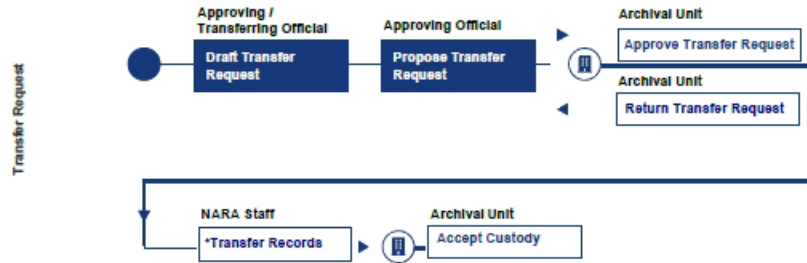 Approving /
Transferring Official
Approving Official
Archival Unit
Draft Transfer
Request
Propose Transfer
Request
Approve Transfer Request
Archival Unit
Return Transfer Request
Transfer Request
NARA Staff
Archival Unit
*Transfer Records
Accept Custody